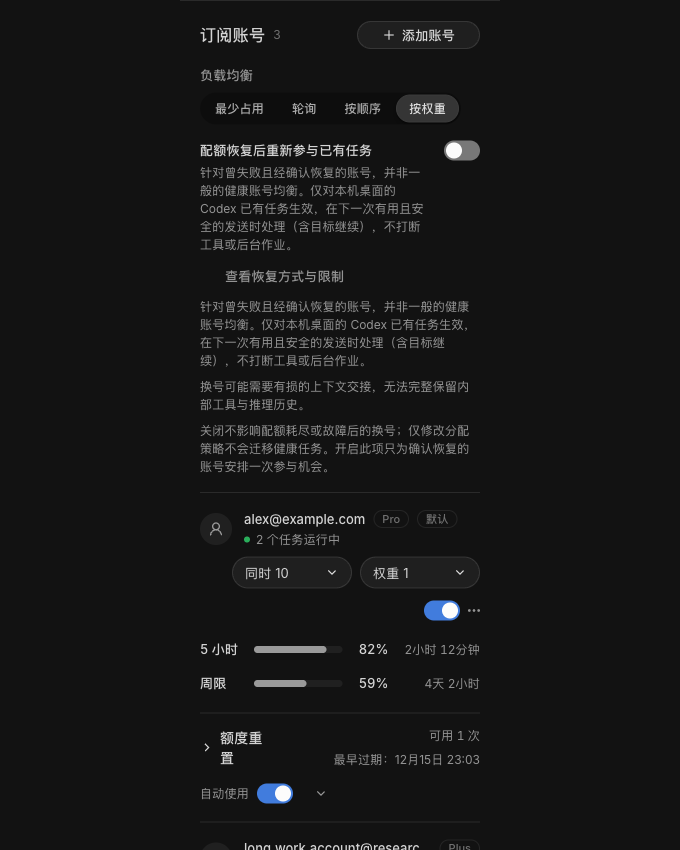 订阅账号 3
＋ 添加账号
负载均衡
最少占用 轮询 按顺序 按权重
配额恢复后重新参与已有任务
针对曾失败且经确认恢复的账号，并非一
般的健康账号均衡。仅对本机桌面的
Codex 已有任务生效，在下一次有用且安
全的发送时处理（含目标继续），不打断
工具或后台作业。
查看恢复方式与限制
针对曾失败且经确认恢复的账号，并非一般的健康
账号均衡。仅对本机桌面的 Codex 已有任务生效，
在下一次有用且安全的发送时处理（含目标继
续），不打断工具或后台作业。
换号可能需要有损的上下文交接，无法完整保留内
部工具与推理历史。
关闭不影响配额耗尽或故障后的换号；仅修改分配
策略不会迁移健康任务。开启此项只为确认恢复的
账号安排一次参与机会。
alex@example.com Pro 默认
2 个任务运行中
同时 10 权重 1
5 小时 82% 2小时 12分钟
周限 59% 4天 2小时
额度重
置
可用 1 次
最早过期：12月15日 23:03
自动使用
long.work.account@researc… Plus